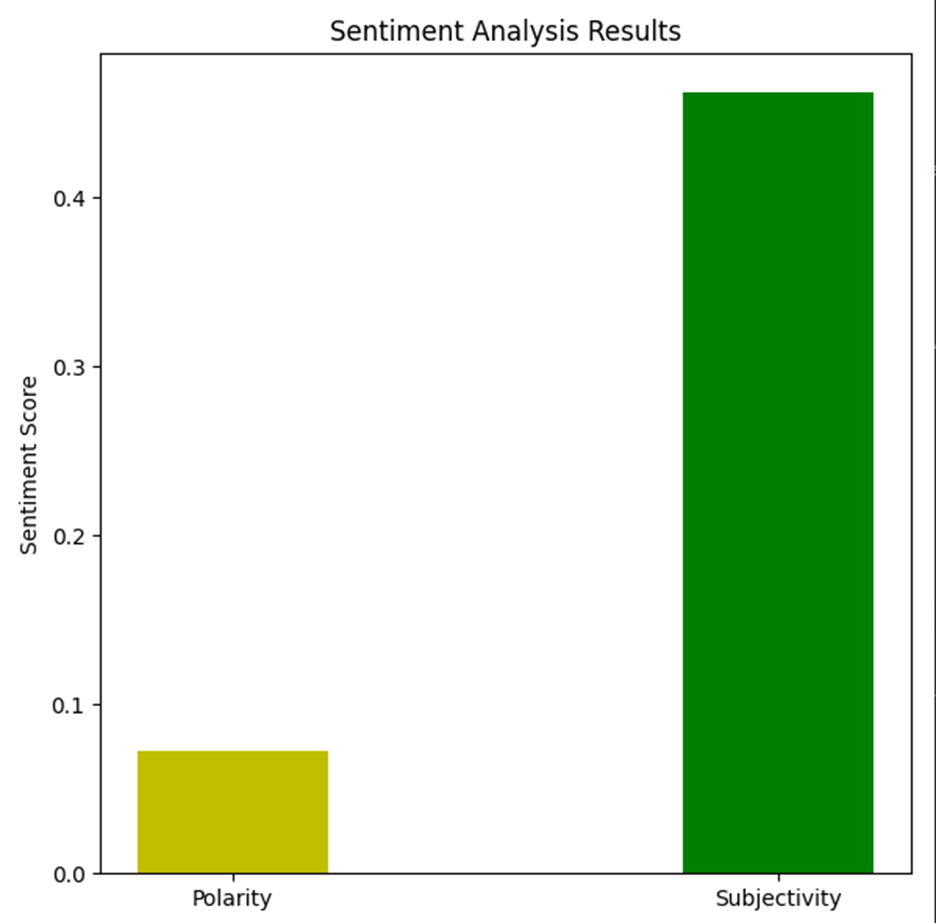 Sentiment Analysis Results
Sentiment Score
0.4
0.3
0.2
0.1
0.0
Polarity
Subjectivity